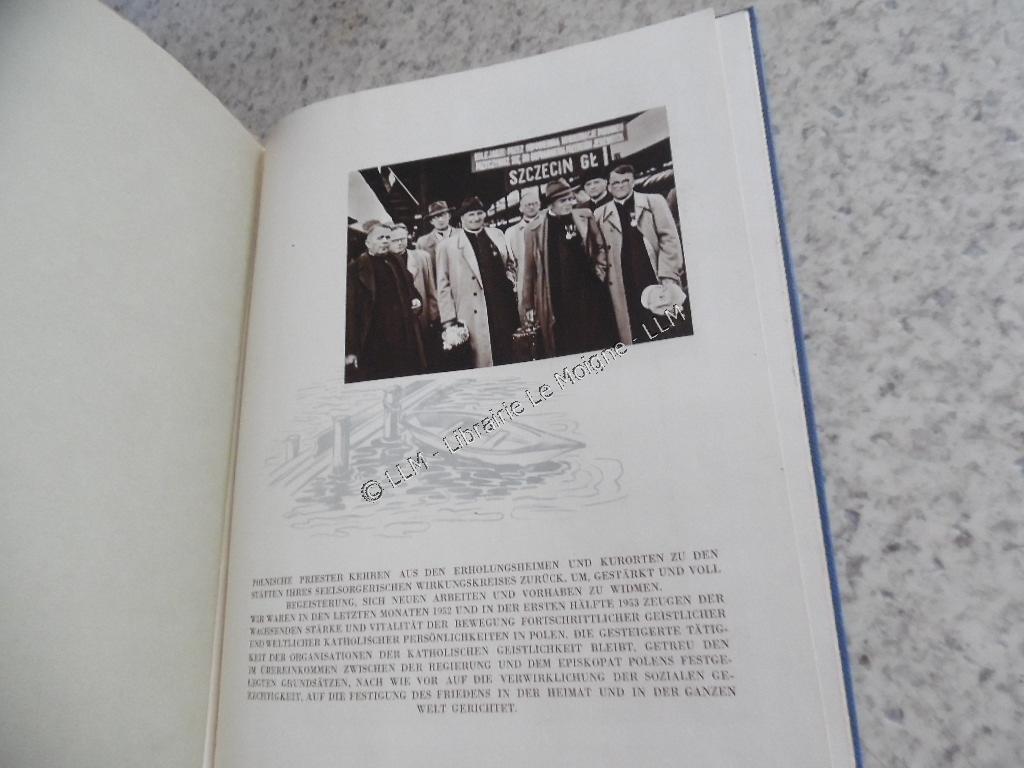 SZCZECIN GŁ
© LLM - Librairie Le Moigne - LLM
POLNISCHE PRIESTER KEHREN AUS DEN ERHOLUNGSHEIMEN UND KURORTEN ZU DEN
STÄTTEN IHRES SEELSORGERISCHEN WIRKUNGSKREISES ZURÜCK, UM, GESTÄRKT UND VOLL
BEGEISTERUNG, SICH NEUEN ARBEITEN UND VORHABEN ZU WIDMEN.
WIR WAREN IN DEN LETZTEN MONATEN 1952 UND IN DER ERSTEN HÄLFTE 1953 ZEUGEN DER
WACHSENDEN STÄRKE UND VITALITÄT DER BEWEGUNG FORTSCHRITTLICHER GEISTLICHER
UND WELTLICHER KATHOLISCHER PERSÖNLICHKEITEN IN POLEN. DIE GESTEIGERTE TÄTIG-
KEIT DER ORGANISATIONEN DER KATHOLISCHEN GEISTLICHKEIT BLEIBT, GETREU DEN
IM ÜBEREINKOMMEN ZWISCHEN DER REGIERUNG UND DEM EPISKOPAT POLENS FESTGE-
LEGTEN GRUNDSÄTZEN, NACH WIE VOR AUF DIE VERWIRKLICHUNG DER SOZIALEN GE-
RECHTIGKEIT, AUF DIE FESTIGUNG DES FRIEDENS IN DER HEIMAT UND IN DER GANZEN
WELT GERICHTET.